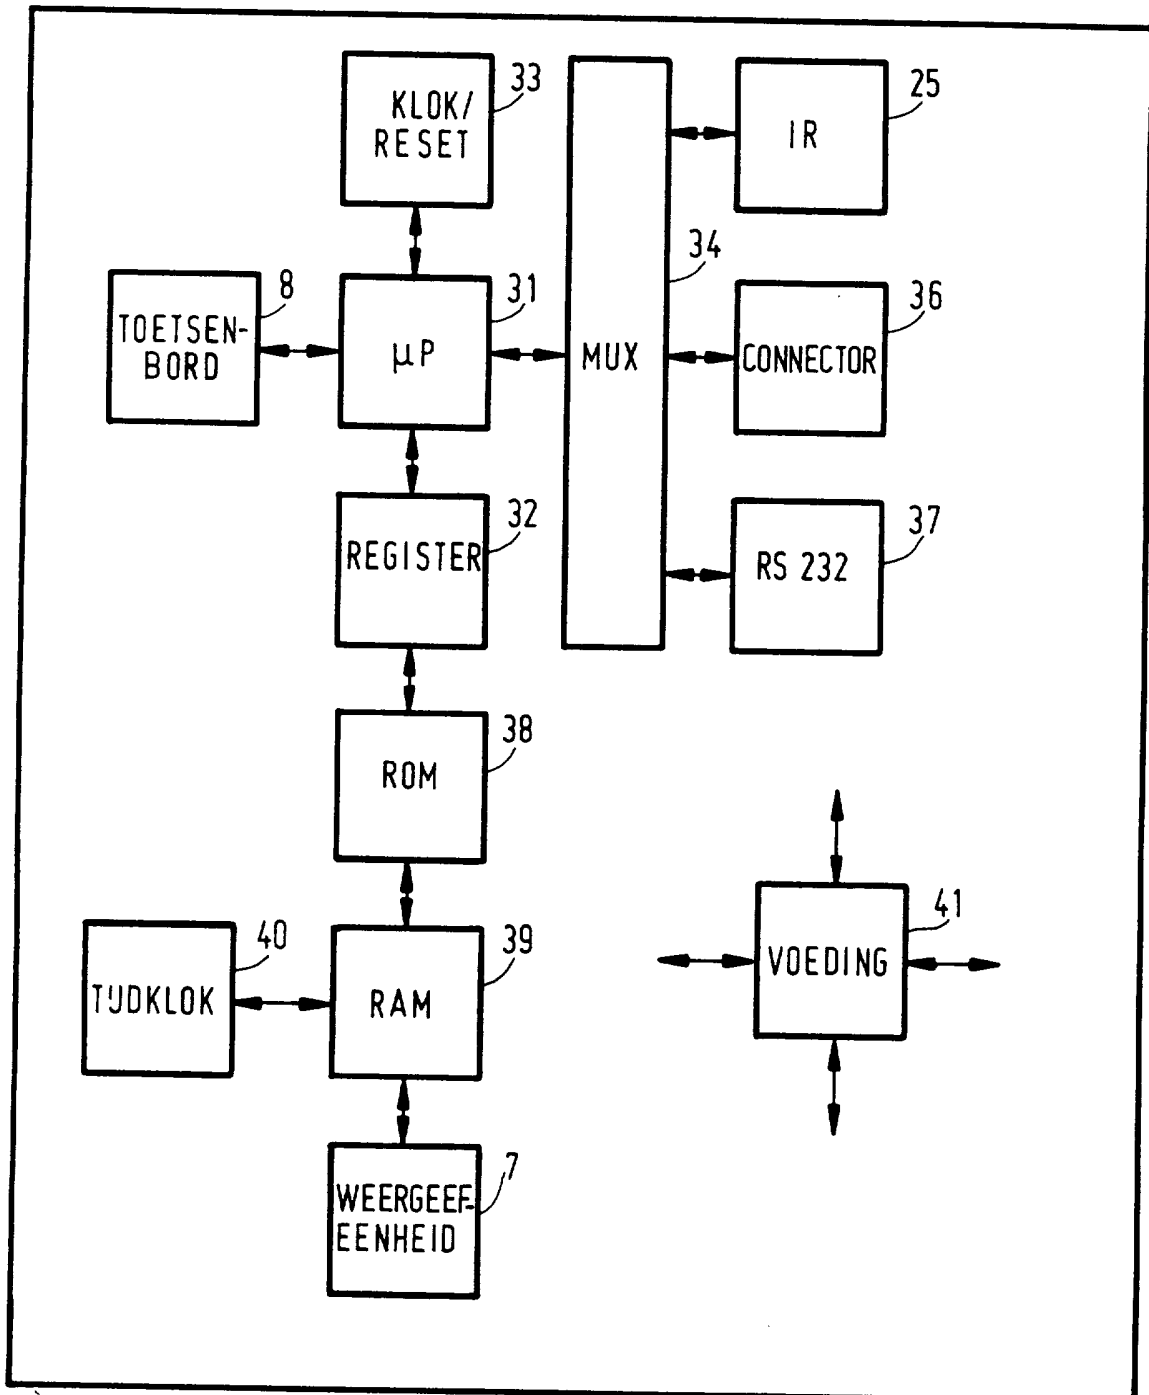 KLOK/
RESET
33
IR
25
TOETSEN-
BORD
8
µP
31
MUX
34
CONNECTOR
36
REGISTER
32
RS 232
37
ROM
38
TIJDKLOK
40
RAM
39
VOEDING
41
WEERGEEF-
EENHEID
7